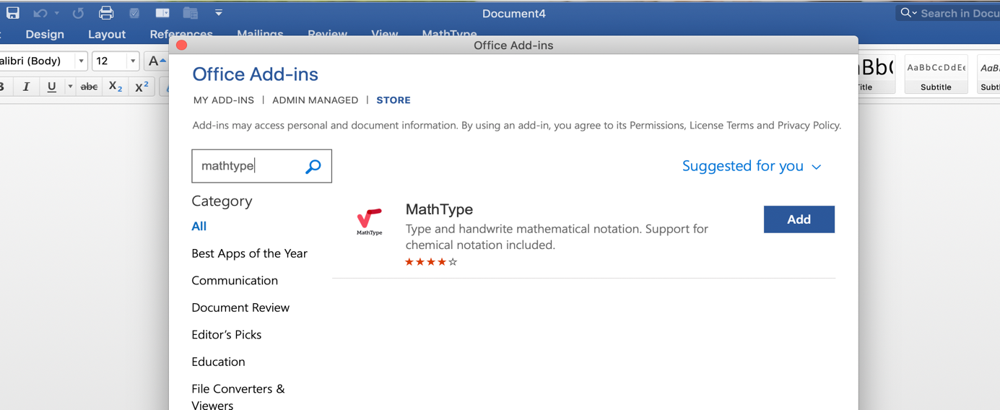 Document4
Search in Docu
Design Layout References Mailings Review View MathType
Office Add-ins
alibri (Body) 12 A
I U abc X2 X2
AaBbCcDdEe AaB
Title Subtitle Subt
Office Add-ins
MY ADD-INS | ADMIN MANAGED | STORE
Add-ins may access personal and document information. By using an add-in, you agree to its Permissions, License Terms and Privacy Policy.
mathtype
Suggested for you
Category
All
Best Apps of the Year
Communication
Document Review
Editor’s Picks
Education
File Converters &
Viewers
MathType
MathType
Type and handwrite mathematical notation. Support for
chemical notation included.
Add